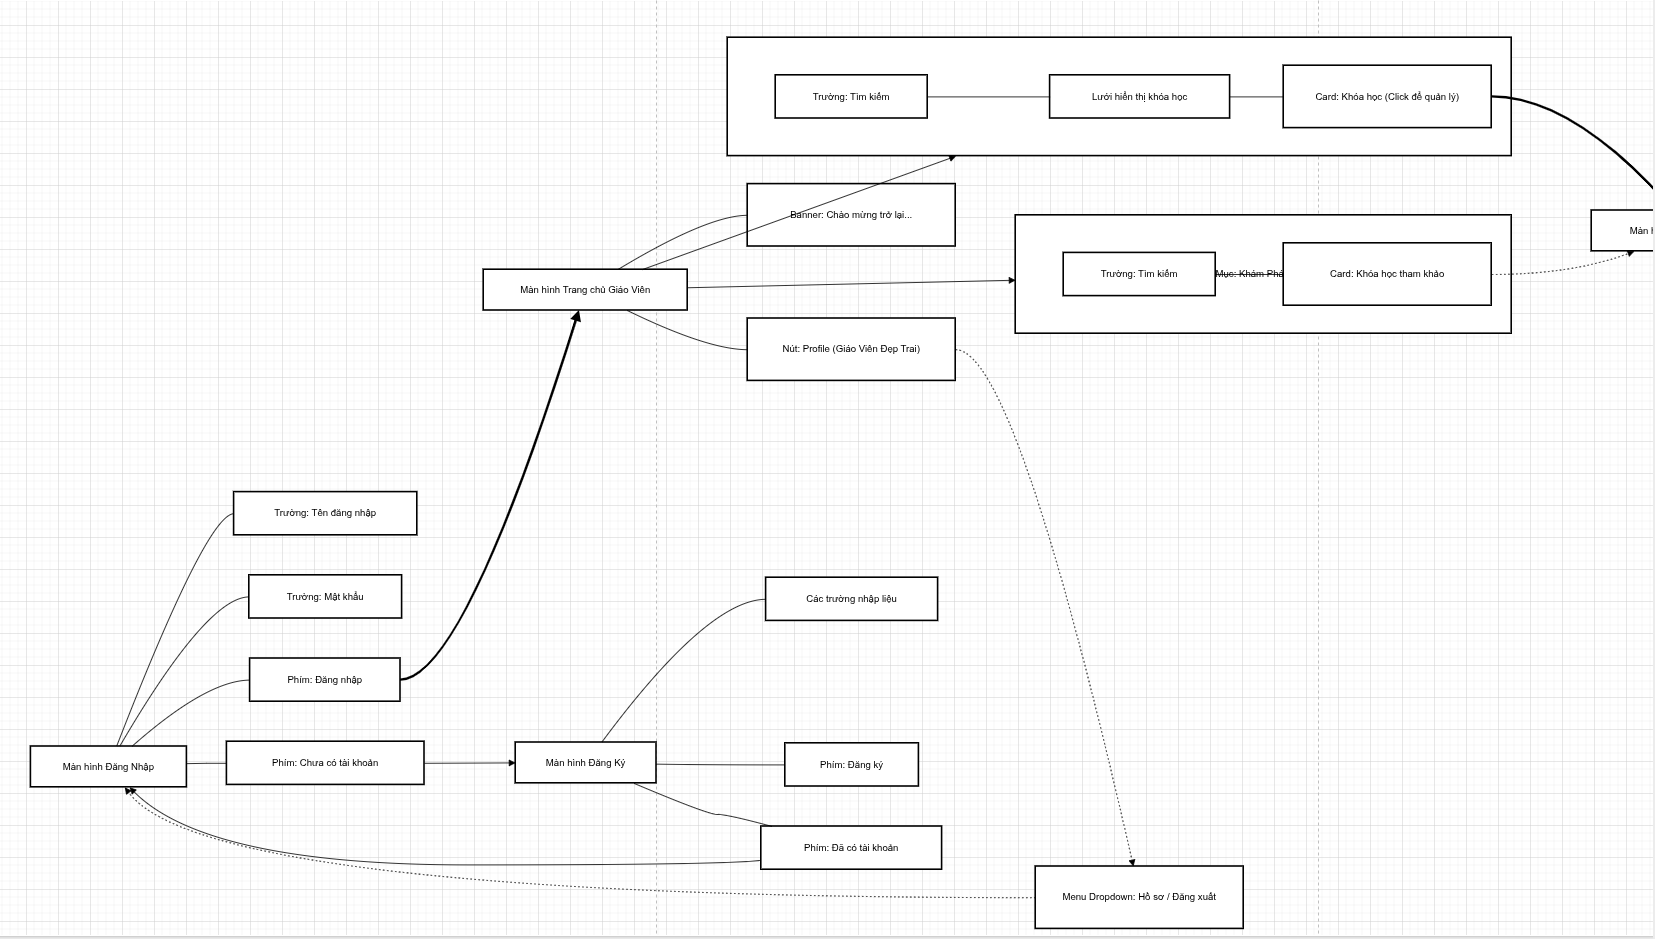 Trường: Tìm kiếm
Lưới hiển thị khóa học
Card: Khóa học (Click để quản lý)
Banner: Chào mừng trở lại...
Màn
Trường: Tìm kiếm
Mục: Khám Phá
Card: Khóa học tham khảo
Màn hình Trang chủ Giáo Viên
Nút: Profile (Giáo Viên Đẹp Trai)
Trường: Tên đăng nhập
Trường: Mật khẩu
Các trường nhập liệu
Phím: Đăng nhập
Màn hình Đăng Nhập
Phím: Chưa có tài khoản
Màn hình Đăng Ký
Phím: Đăng ký
Phím: Đã có tài khoản
Menu Dropdown: Hồ sơ / Đăng xuất